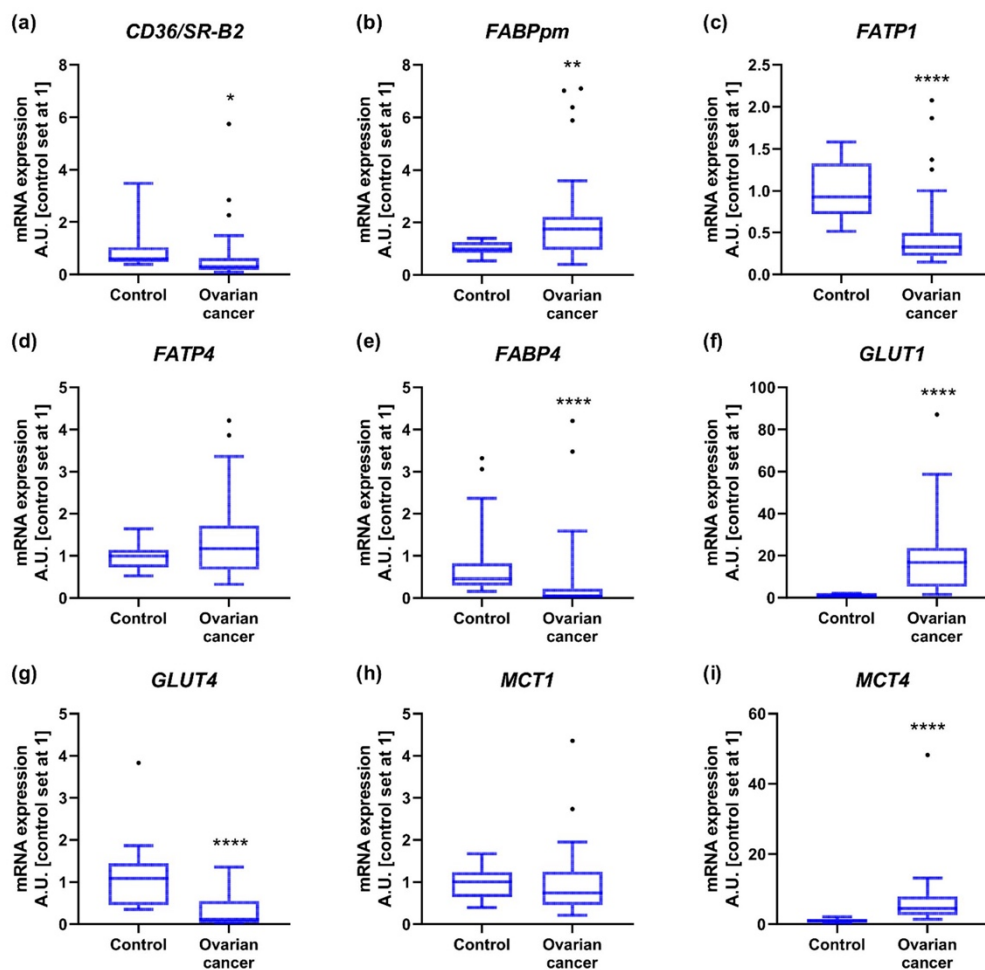 (a)
CD36/SR-B2
mRNA expression
A.U. [control set at 1]
8
6
4
2
0
*
Control
Ovarian
cancer
(b)
FABPpm
mRNA expression
A.U. [control set at 1]
8
6
4
2
0
**
Control
Ovarian
cancer
(c)
FATP1
mRNA expression
A.U. [control set at 1]
2.5
2.0
1.5
1.0
0.5
0.0
****
Control
Ovarian
cancer
(d)
FATP4
mRNA expression
A.U. [control set at 1]
5
4
3
2
1
0
Control
Ovarian
cancer
(e)
FABP4
mRNA expression
A.U. [control set at 1]
5
4
3
2
1
0
****
Control
Ovarian
cancer
(f)
GLUT1
mRNA expression
A.U. [control set at 1]
100
80
60
40
20
0
****
Control
Ovarian
cancer
(g)
GLUT4
mRNA expression
A.U. [control set at 1]
5
4
3
2
1
0
****
Control
Ovarian
cancer
(h)
MCT1
mRNA expression
A.U. [control set at 1]
5
4
3
2
1
0
Control
Ovarian
cancer
(i)
MCT4
mRNA expression
A.U. [control set at 1]
60
40
20
0
****
Control
Ovarian
cancer